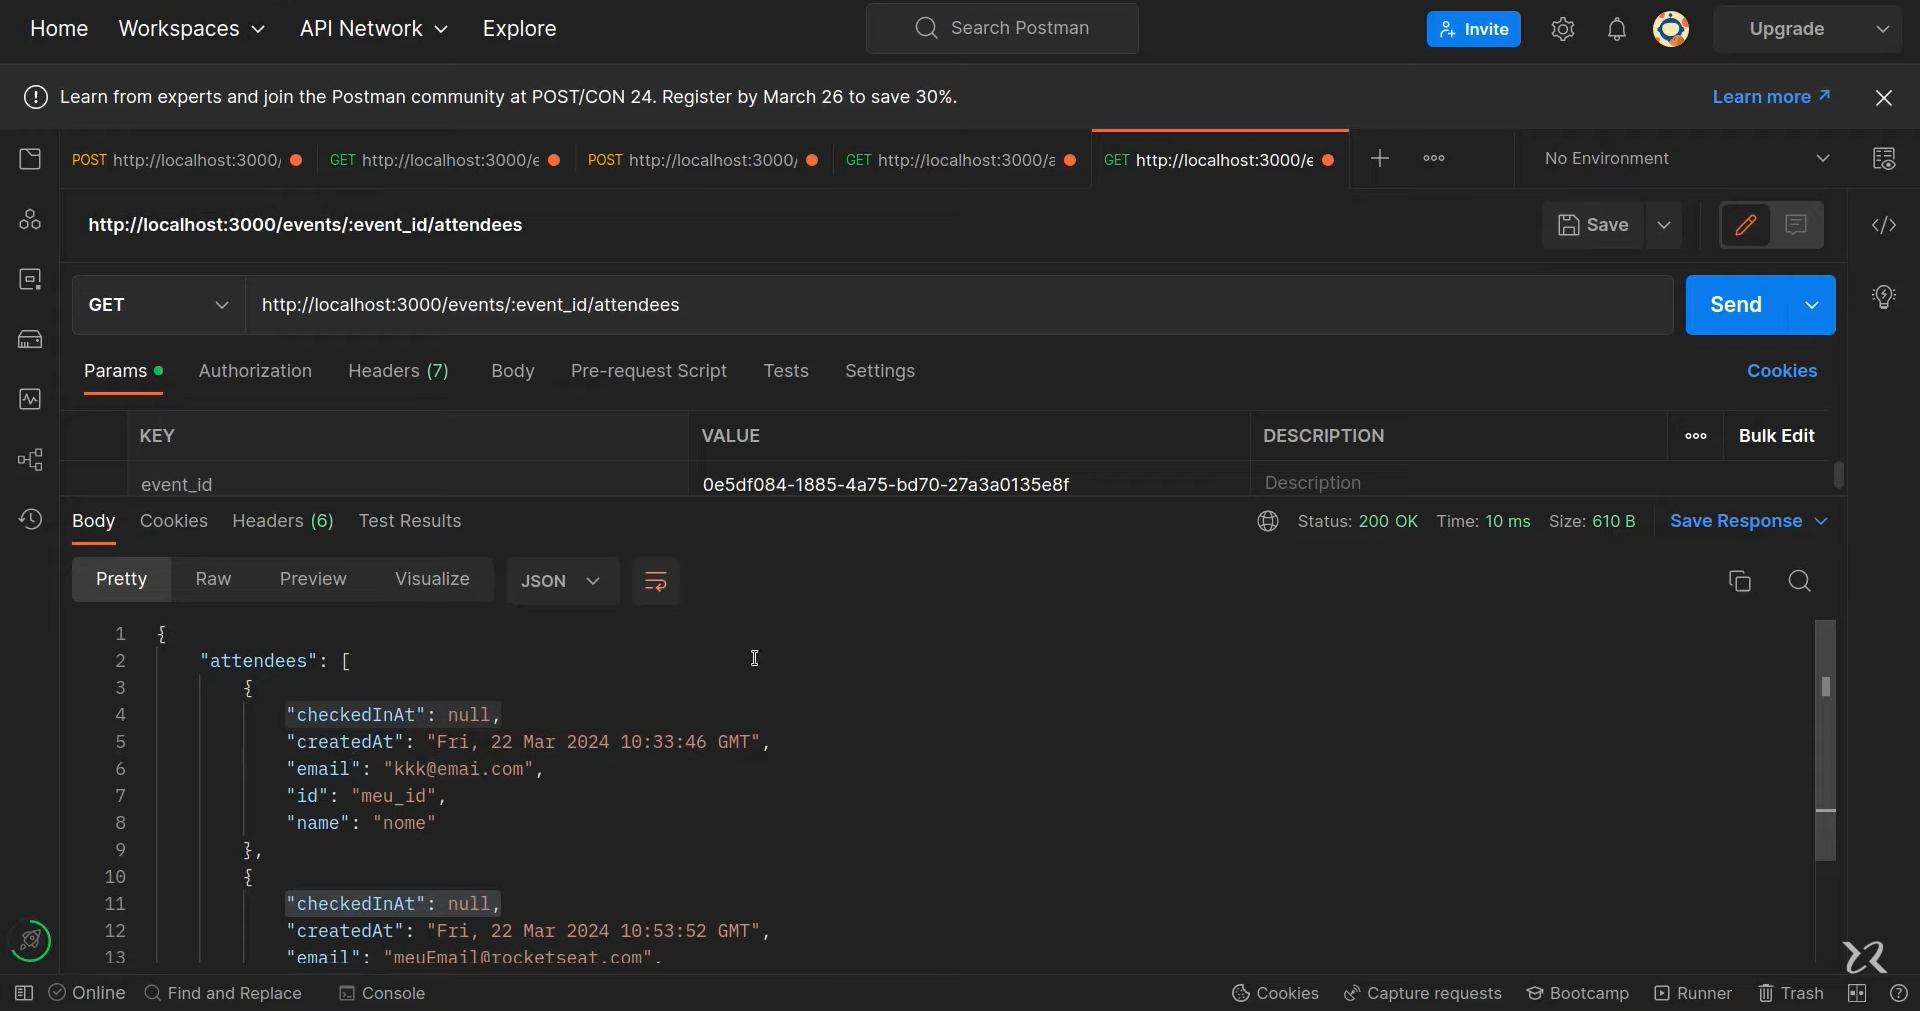 Home Workspaces API Network Explore Search Postman Invite Upgrade
Learn from experts and join the Postman community at POST/CON 24. Register by March 26 to save 30%. Learn more
POST http://localhost:3000/ GET http://localhost:3000/e POST http://localhost:3000/ GET http://localhost:3000/a GET http://localhost:3000/e No Environment
http://localhost:3000/events/:event_id/attendees Save
GET http://localhost:3000/events/:event_id/attendees Send
Params Authorization Headers (7) Body Pre-request Script Tests Settings Cookies
KEY VALUE DESCRIPTION Bulk Edit
event_id 0e5df084-1885-4a75-bd70-27a3a0135e8f Description
Body Cookies Headers (6) Test Results Status: 200 OK Time: 10 ms Size: 610 B Save Response
Pretty Raw Preview Visualize JSON
1 {
2 "attendees": [
3 {
4 "checkedInAt": null,
5 "createdAt": "Fri, 22 Mar 2024 10:33:46 GMT",
6 "email": "kkk@emai.com",
7 "id": "meu_id",
8 "name": "nome"
9 },
10 {
11 "checkedInAt": null,
12 "createdAt": "Fri, 22 Mar 2024 10:53:52 GMT",
13 "email": "meuEmail@rocketseat.com",
Online Find and Replace Console Cookies Capture requests Bootcamp Runner Trash